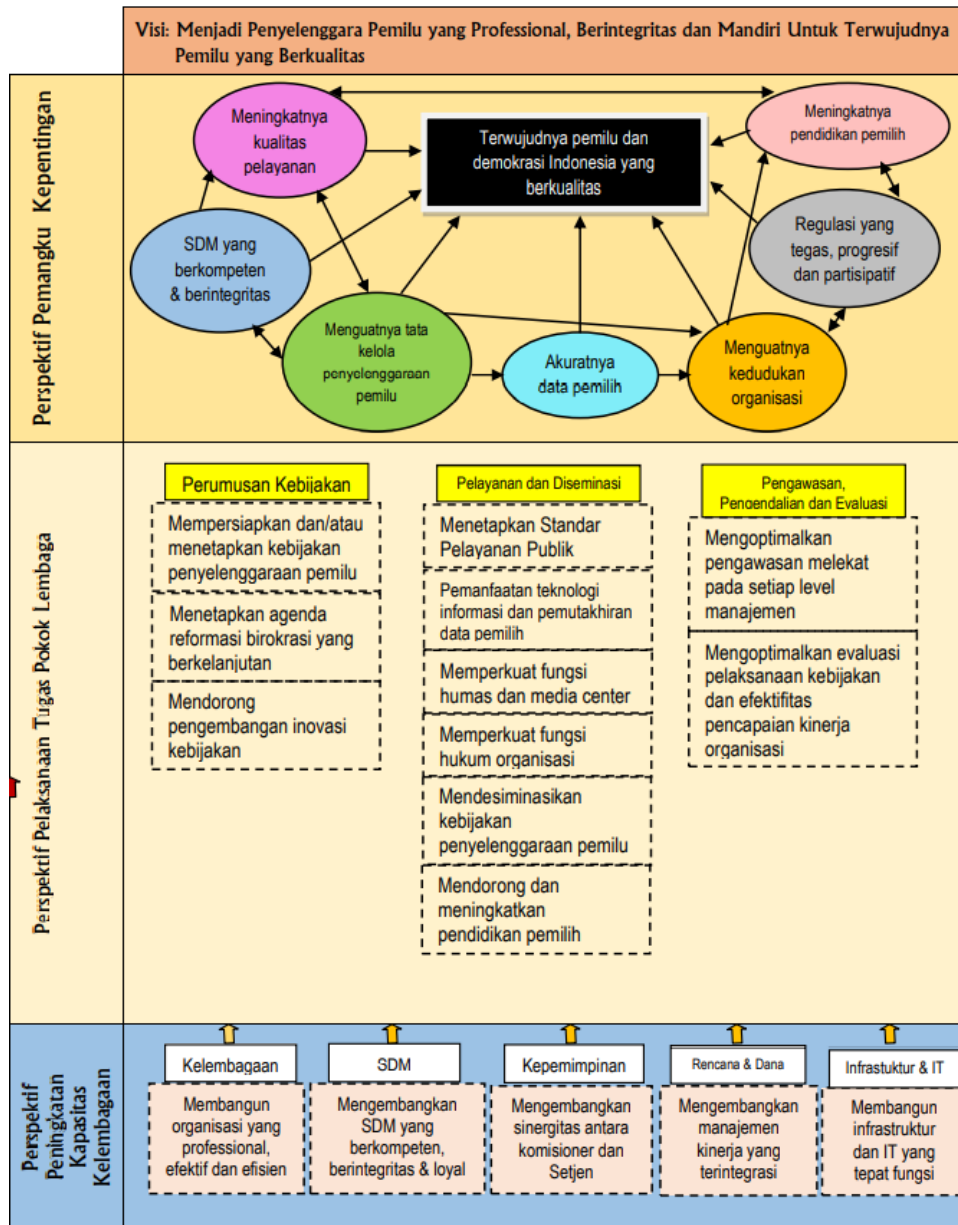 Visi: Menjadi Penyelenggara Pemilu yang Professional, Berintegritas dan Mandiri Untuk Terwujudnya
Pemilu yang Berkualitas
Perspektif Pemangku Kepentingan
Meningkatnya
kualitas
pelayanan
Terwujudnya pemilu dan
demokrasi Indonesia yang
berkualitas
Meningkatnya
pendidikan pemilih
SDM yang
berkompeten
& berintegritas
Regulasi yang
tegas, progresif
dan partisipatif
Menguatnya tata
kelola
penyelenggaraan
pemilu
Akuratnya
data pemilih
Menguatnya
kedudukan
organisasi
Perspektif Pelaksanaan Tugas Pokok Lembaga
Perumusan Kebijakan
Mempersiapkan dan/atau
menetapkan kebijakan
penyelenggaraan pemilu
Menetapkan agenda
reformasi birokrasi yang
berkelanjutan
Mendorong
pengembangan inovasi
kebijakan
Pelayanan dan Diseminasi
Menetapkan Standar
Pelayanan Publik
Pemanfaatan teknologi
informasi dan pemutakhiran
data pemilih
Memperkuat fungsi
humas dan media center
Memperkuat fungsi
hukum organisasi
Mendesiminasikan
kebijakan
penyelenggaraan pemilu
Mendorong dan
meningkatkan
pendidikan pemilih
Pengawasan,
Pengendalian dan Evaluasi
Mengoptimalkan
pengawasan melekat
pada setiap level
manajemen
Mengoptimalkan evaluasi
pelaksanaan kebijakan
dan efektifitas
pencapaian kinerja
organisasi
Perspektif
Peningkatan
Kapasitas
Kelembagaan
Kelembagaan
Membangun
organisasi yang
professional,
efektif dan efisien
SDM
Mengembangkan
SDM yang
berkompeten,
berintegritas & loyal
Kepemimpinan
Mengembangkan
sinergitas antara
komisioner dan
Setjen
Rencana & Dana
Mengembangkan
manajemen
kinerja yang
terintegrasi
Infrastuktur & IT
Membangun
infrastruktur
dan IT yang
tepat fungsi